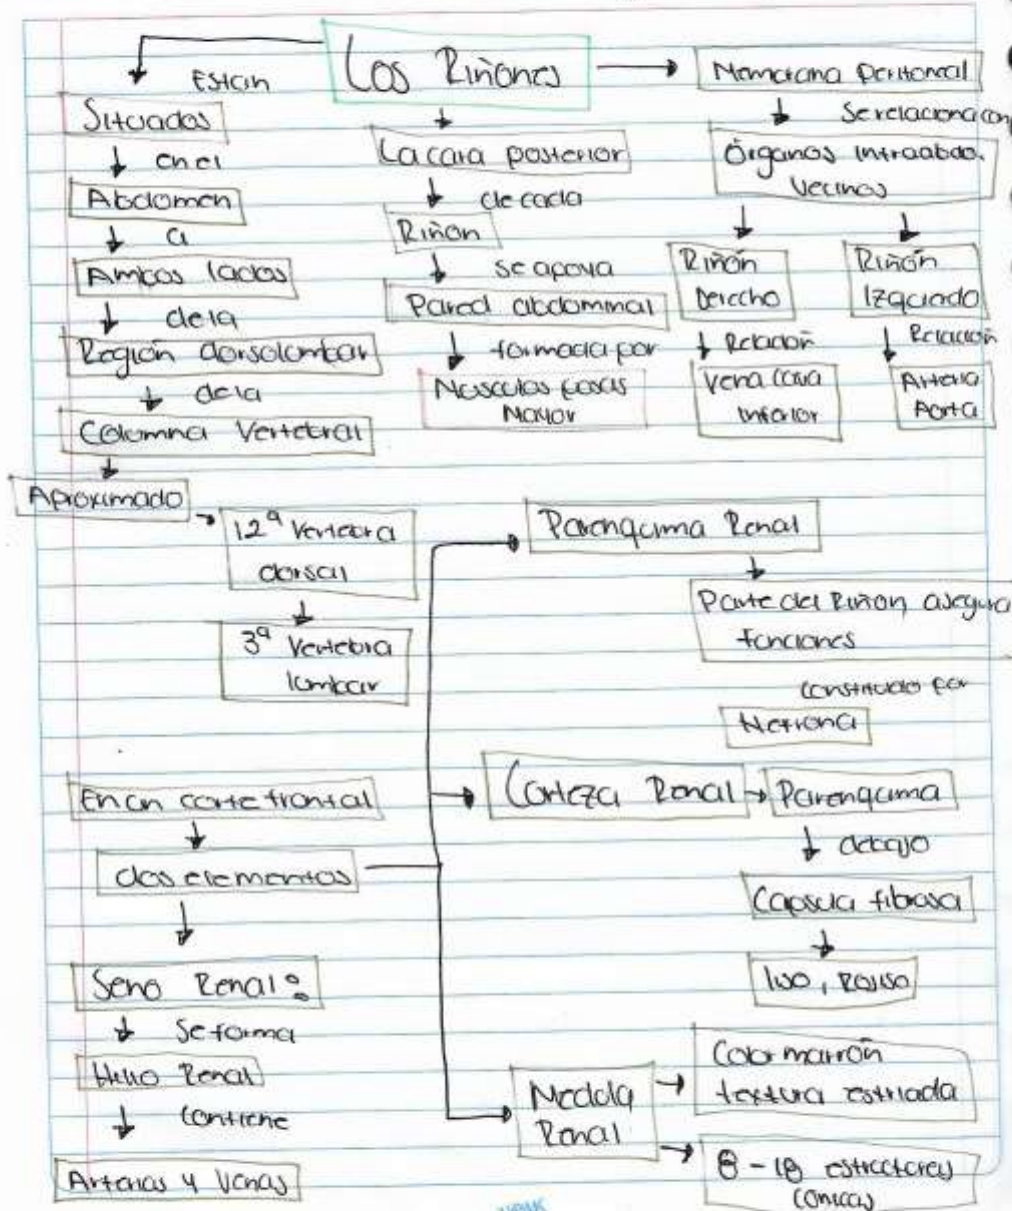 Los Riñones
Están
Situados
en el
Abdomen
a
Ambos lados
de la
Región dorsolumbar
de la
Columna Vertebral
Aproximado
12ª Vertebra
dorsal
3ª Vertebra
lumbar
La cara posterior
de cada
Riñon
se apoya
Pared abdominal
formada por
Musculos psoas
Mayor
Membrana Peritoneal
Se relaciona con
Órganos intraabdo.
Vecinos
Riñón
Derecho
Relación
Vena Cava
inferior
Riñón
Izquierdo
Relación
Arteria
Aorta
En un corte frontal
dos elementos
Seno Renal:
Se forma
Hilio Renal
Contiene
Arterias y Venas
Parenquima Renal
Parte del Riñon, asegura
funciones
constituido por
Nefrona
Corteza Renal
Parenquima
debajo
Capsula fibrosa
liso, Rojiso
Medula
Renal
Color marrón
textura estriada
8-18 estructuras
conicas